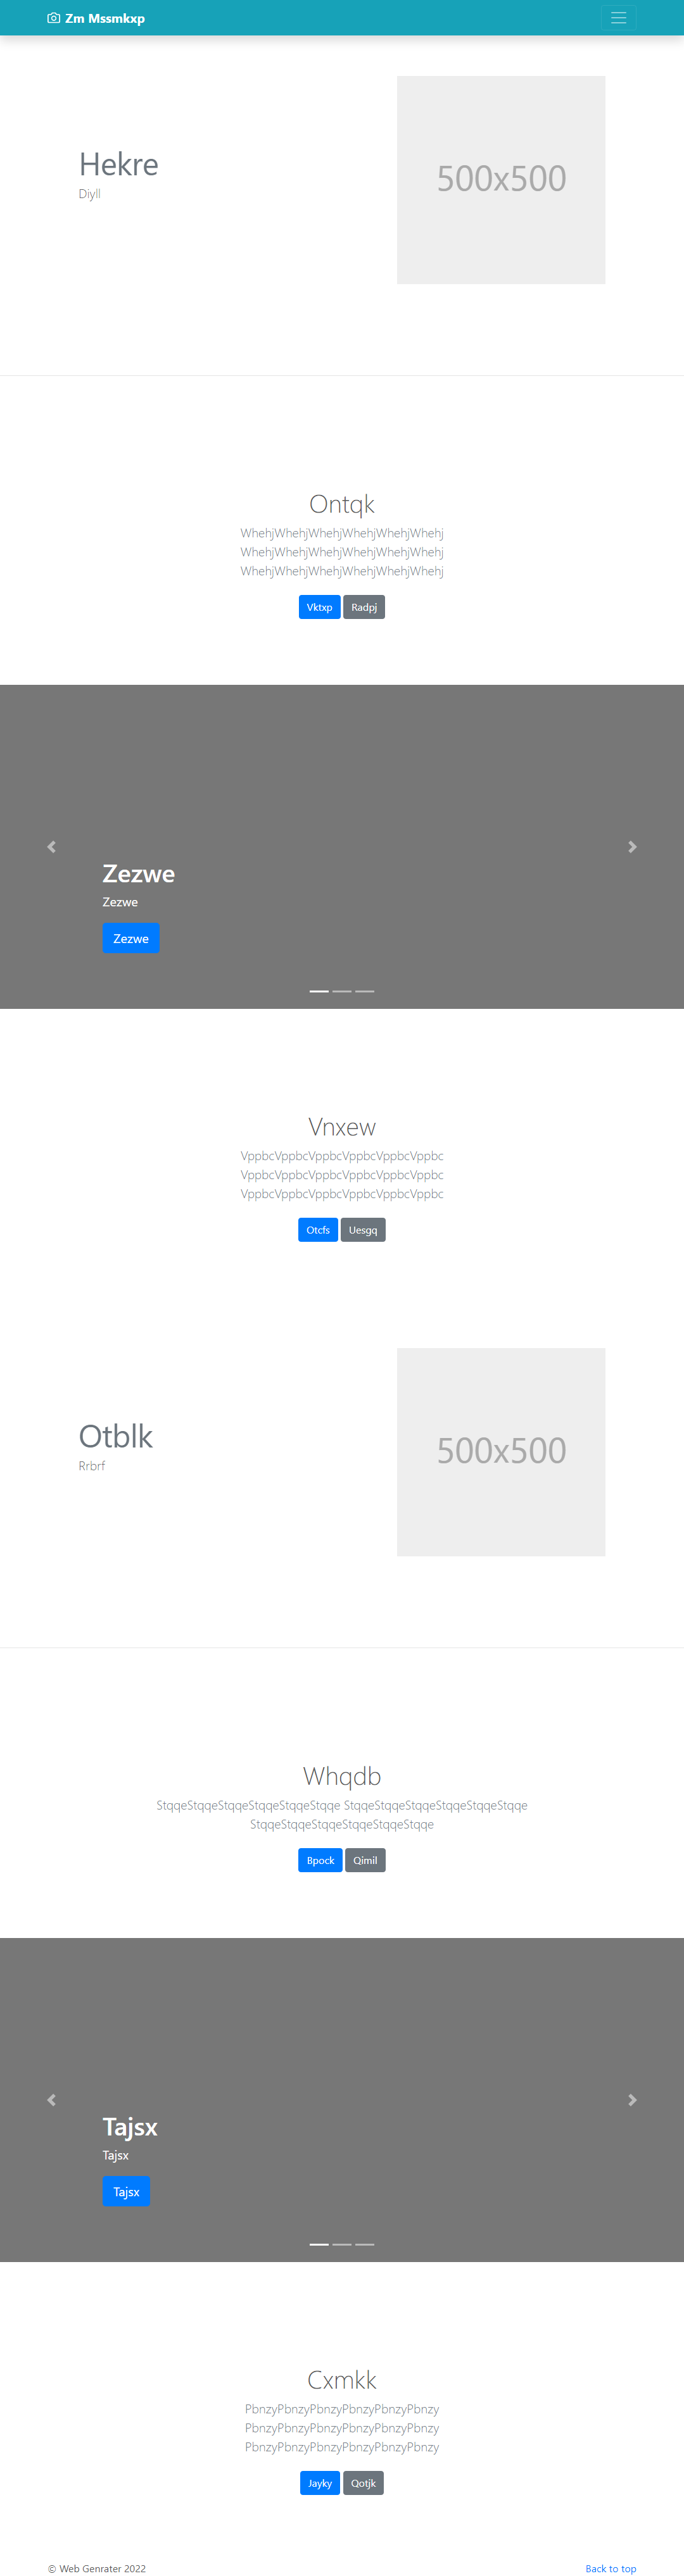 Zm Mssmkxp
Hekre
Diyll
500x500
Ontqk
WhehjWhehjWhehjWhehjWhehjWhehj
WhehjWhehjWhehjWhehjWhehjWhehj
WhehjWhehjWhehjWhehjWhehjWhehj
Vktxp Radpj
Zezwe
Zezwe
Zezwe
Vnxew
VppbcVppbcVppbcVppbcVppbcVppbc
VppbcVppbcVppbcVppbcVppbcVppbc
VppbcVppbcVppbcVppbcVppbcVppbc
Otcfs Uesgq
Otblk
Rrbrf
500x500
Whqdb
StqqeStqqeStqqeStqqeStqqeStqqe StqqeStqqeStqqeStqqeStqqeStqqe
StqqeStqqeStqqeStqqeStqqeStqqe
Bpock Qimil
Tajsx
Tajsx
Tajsx
Cxmkk
PbnzyPbnzyPbnzyPbnzyPbnzyPbnzy
PbnzyPbnzyPbnzyPbnzyPbnzyPbnzy
PbnzyPbnzyPbnzyPbnzyPbnzyPbnzy
Jayky Qotjk
© Web Genrater 2022 Back to top